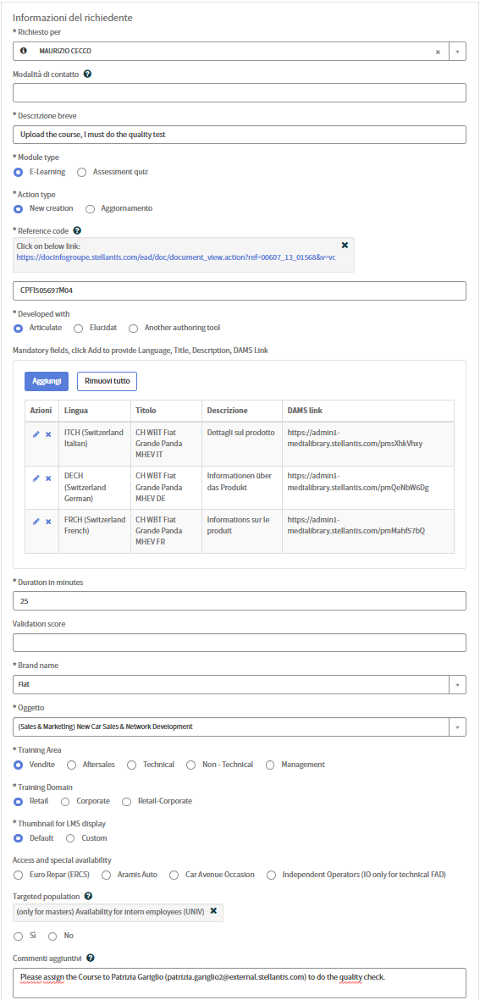 Informazioni del richiedente
* Richiesto per
MAURIZIO CECCO
Modalità di contatto
* Descrizione breve
Upload the course, I must do the quality test
* Module type
E-Learning Assessment quiz
* Action type
New creation Aggiornamento
* Reference code
Click on below link:
https://docinfogroupe.stellantis.com/ead/doc/document_view.action?ref=00607_13_01568&v=vc
CPFI505697M04
* Developed with
Articulate Elucidat Another authoring tool
Mandatory fields, click Add to provide Language, Title, Description, DAMS Link
Aggiungi Rimuovi tutto
Azioni Lingua Titolo Descrizione DAMS link
ITCH (Switzerland CH WBT Fiat Dettagli sul prodotto https://admin1-
Italian) Grande Panda medialibrary.stellantis.com/pmsXhkVhxy
MHEV IT
DECH CH WBT Fiat Informationen über https://admin1-
(Switzerland Grande Panda das Produkt medialibrary.stellantis.com/pmQeNbW6Dg
German) MHEV DE
FRCH (Switzerland CH WBT Fiat Informations sur le https://admin1-
French) Grande Panda produit medialibrary.stellantis.com/pmMahfS7bQ
MHEV FR
* Duration in minutes
25
Validation score
* Brand name
Fiat
* Oggetto
(Sales & Marketing) New Car Sales & Network Development
* Training Area
Vendite Aftersales Technical Non - Technical Management
* Training Domain
Retail Corporate Retail-Corporate
* Thumbnail for LMS display
Default Custom
Access and special availability
Euro Repar (ERCS) Aramis Auto Car Avenue Occasion Independent Operators (IO only for technical FAD)
Targeted population
(only for masters) Availability for intern employees (UNIV)
Sì No
Commenti aggiuntivi
Please assign the Course to Patrizia Gariglio (patrizia.gariglio2@external.stellantis.com) to do the quality check.